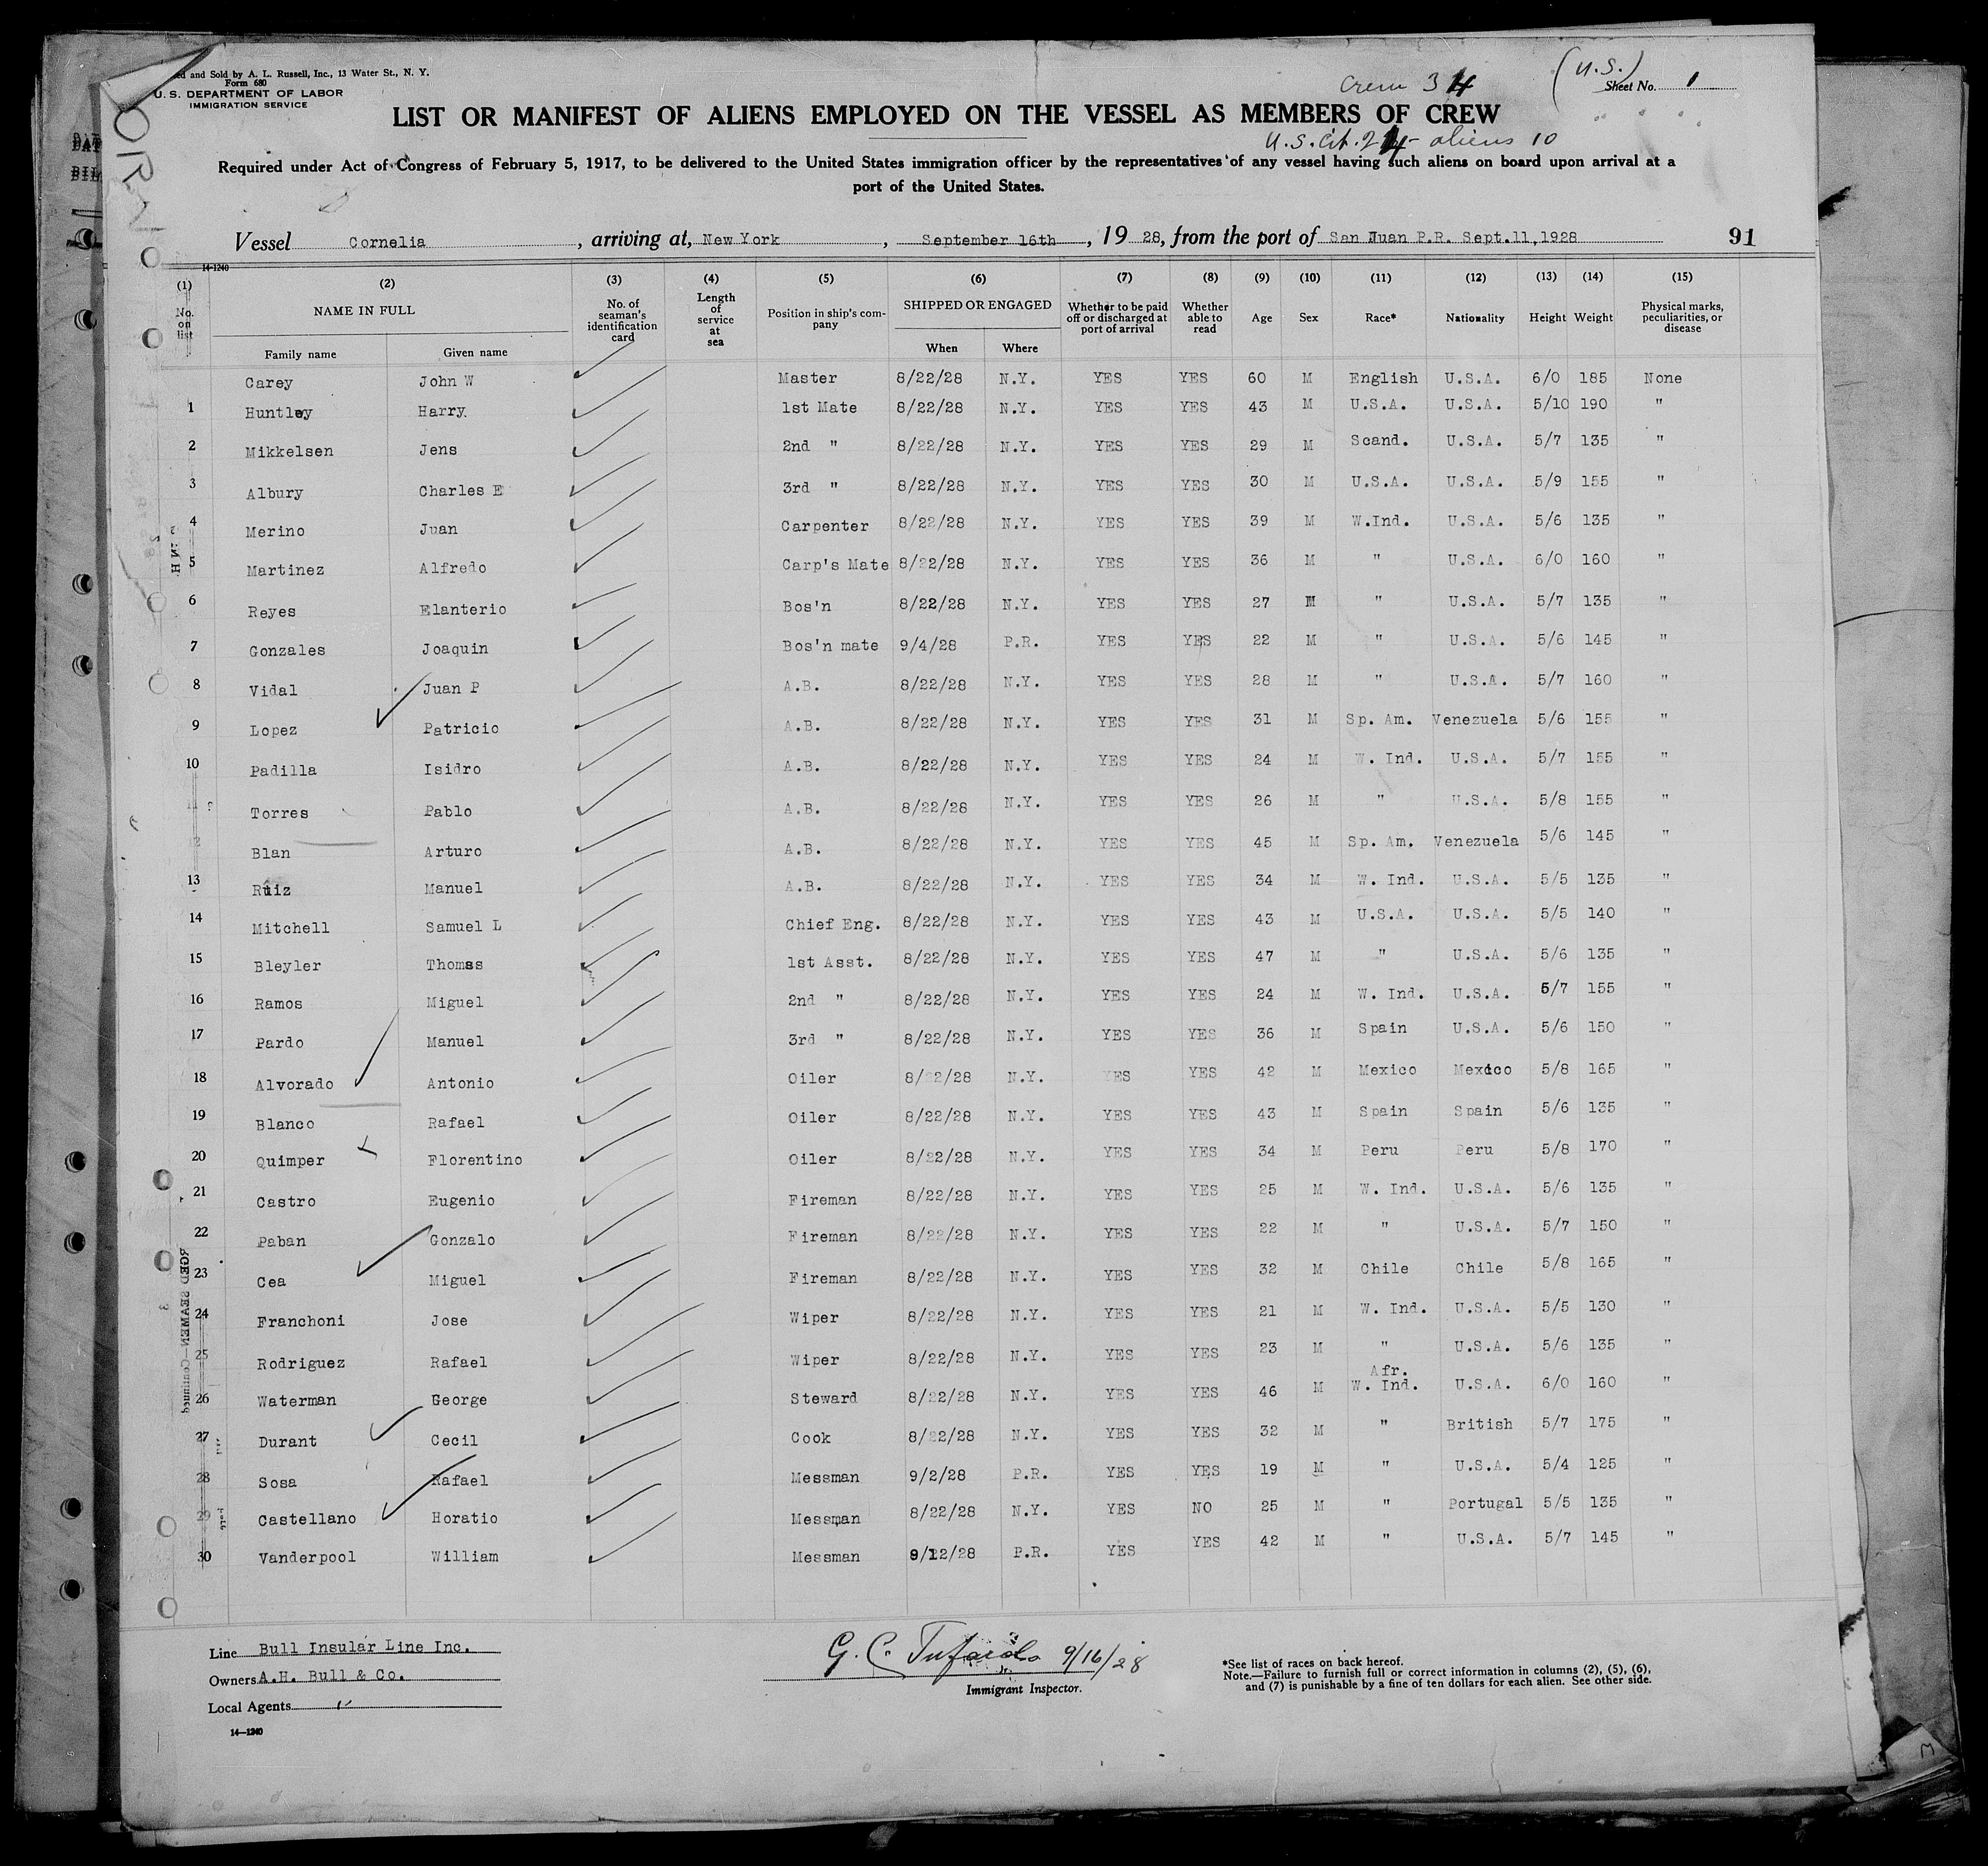 ed and Sold by A. L. Russell, Inc., 13 Water St., N. Y.
Form 680
U. S. DEPARTMENT OF LABOR
IMMIGRATION SERVICE
Crew 34
(U.S.)
Sheet No. 1
LIST OR MANIFEST OF ALIENS EMPLOYED ON THE VESSEL AS MEMBERS OF CREW
U.S. Cit. 24 - aliens 10
Required under Act of Congress of February 5, 1917, to be delivered to the United States immigration officer by the representatives of any vessel having such aliens on board upon arrival at a
port of the United States.
Vessel Cornelia, arriving at, New York, September 16th, 1928, from the port of San Juan P.R. Sept.11,1928 91
14-1240
(1) (2) (3) (4) (5) (6) (7) (8) (9) (10) (11) (12) (13) (14) (15)
No. on list NAME IN FULL No. of seaman's identification card Length of service at sea Position in ship's company SHIPPED OR ENGAGED Whether to be paid off or discharged at port of arrival Whether able to read Age Sex Race* Nationality Height Weight Physical marks, peculiarities, or disease
Family name Given name When Where
Carey John W Master 8/22/28 N.Y. YES YES 60 M English U.S.A. 6/0 185 None
1 Huntley Harry 1st Mate 8/22/28 N.Y. YES YES 43 M U.S.A. U.S.A. 5/10 190 "
2 Mikkelsen Jens 2nd " 8/22/28 N.Y. YES YES 29 M Scand. U.S.A. 5/7 135 "
3 Albury Charles E 3rd " 8/22/28 N.Y. YES YES 30 M U.S.A. U.S.A. 5/9 155 "
4 Merino Juan Carpenter 8/22/28 N.Y. YES YES 39 M W.Ind. U.S.A. 5/6 135 "
5 Martinez Alfredo Carp's Mate 8/22/28 N.Y. YES YES 36 M " U.S.A. 6/0 160 "
6 Reyes Elanterio Bos'n 8/22/28 N.Y. YES YES 27 M " U.S.A. 5/7 135 "
7 Gonzales Joaquin Bos'n mate 9/4/28 P.R. YES YES 22 M " U.S.A. 5/6 145 "
8 Vidal Juan P A.B. 8/22/28 N.Y. YES YES 28 M " U.S.A. 5/7 160 "
9 Lopez Patricio A.B. 8/22/28 N.Y. YES YES 31 M Sp. Am. Venezuela 5/6 155 "
10 Padilla Isidro A.B. 8/22/28 N.Y. YES YES 24 M W. Ind. U.S.A. 5/7 155 "
11 Torres Pablo A.B. 8/22/28 N.Y. YES YES 26 M " U.S.A. 5/8 155 "
12 Blan Arturo A.B. 8/22/28 N.Y. YES YES 45 M Sp. Am. Venezuela 5/6 145 "
13 Ruiz Manuel A.B. 8/22/28 N.Y. YES YES 34 M W. Ind. U.S.A. 5/5 135 "
14 Mitchell Samuel L Chief Eng. 8/22/28 N.Y. YES YES 43 M U.S.A. U.S.A. 5/5 140 "
15 Bleyler Thomas 1st Asst. 8/22/28 N.Y. YES YES 47 M " U.S.A. 5/6 135 "
16 Ramos Miguel 2nd " 8/22/28 N.Y. YES YES 24 M W. Ind. U.S.A. 5/7 155 "
17 Pardo Manuel 3rd " 8/22/28 N.Y. YES YES 36 M Spain U.S.A. 5/6 150 "
18 Alvorado Antonio Oiler 8/22/28 N.Y. YES YES 42 M Mexico Mexico 5/8 165 "
19 Blanco Rafael Oiler 8/22/28 N.Y. YES YES 43 M Spain Spain 5/6 135 "
20 Quimper Florentino Oiler 8/22/28 N.Y. YES YES 34 M Peru Peru 5/8 170 "
21 Castro Eugenio Fireman 8/22/28 N.Y. YES YES 25 M W. Ind. U.S.A. 5/6 135 "
22 Paban Gonzalo Fireman 8/22/28 N.Y. YES YES 22 M " U.S.A. 5/7 150 "
23 Cea Miguel Fireman 8/22/28 N.Y. YES YES 32 M Chile Chile 5/8 165 "
24 Franchoni Jose Wiper 8/22/28 N.Y. YES YES 21 M W. Ind. U.S.A. 5/5 130 "
25 Rodriguez Rafael Wiper 8/22/28 N.Y. YES YES 23 M " U.S.A. 5/6 135 "
26 Waterman George Steward 8/22/28 N.Y. YES YES 46 M Afr. W. Ind. U.S.A. 6/0 160 "
27 Durant Cecil Cook 8/22/28 N.Y. YES YES 32 M " British 5/7 175 "
28 Sosa Rafael Messman 9/2/28 P.R. YES YES 19 M " U.S.A. 5/4 125 "
29 Castellano Horatio Messman 8/22/28 N.Y. YES NO 25 M " Portugal 5/5 135 "
30 Vanderpool William Messman 9/12/28 P.R. YES YES 42 M " U.S.A. 5/7 145 "
Line Bull Insular Line Inc.
Owners A.H. Bull & Co.
Local Agents "
14-1240
G. C. 9/16/28
Immigrant Inspector.
*See list of races on back hereof.
Note.—Failure to furnish full or correct information in columns (2), (5), (6),
and (7) is punishable by a fine of ten dollars for each alien. See other side.